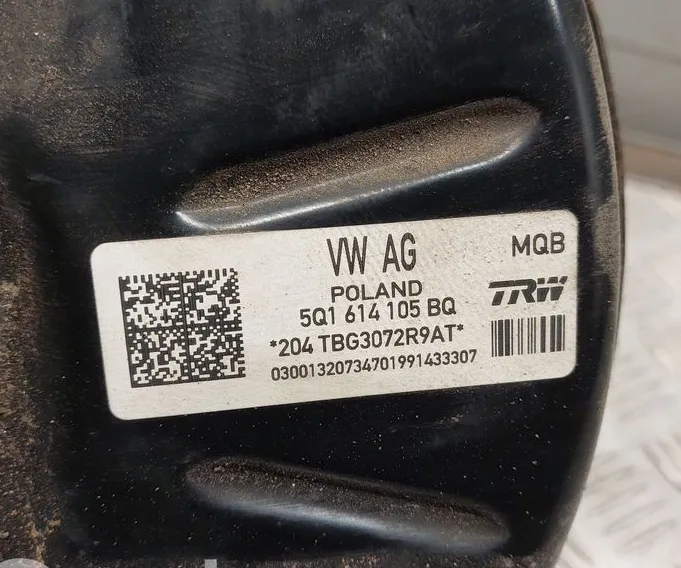 VW AG
MQB
POLAND
TRW
5Q1 614 105 BQ
*204 TBG3072R9AT*
03001320734701991433307